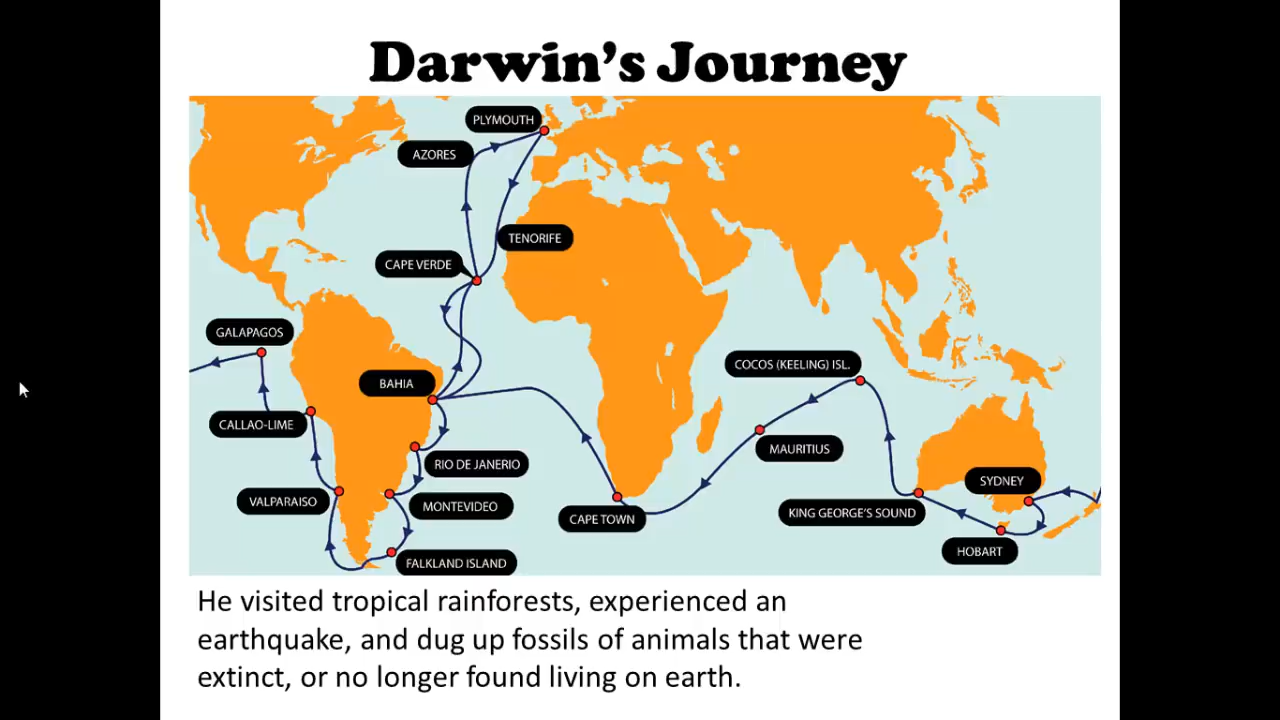 Darwin's Journey
PLYMOUTH
AZORES
TENORIFE
CAPE VERDE
GALAPAGOS
COCOS (KEELING) ISL.
BAHIA
CALLAO-LIME
MAURITIUS
RIO DE JANERIO
SYDNEY
VALPARAISO
MONTEVIDEO
KING GEORGE'S SOUND
CAPE TOWN
HOBART
FALKLAND ISLAND
He visited tropical rainforests, experienced an
earthquake, and dug up fossils of animals that were
extinct, or no longer found living on earth.